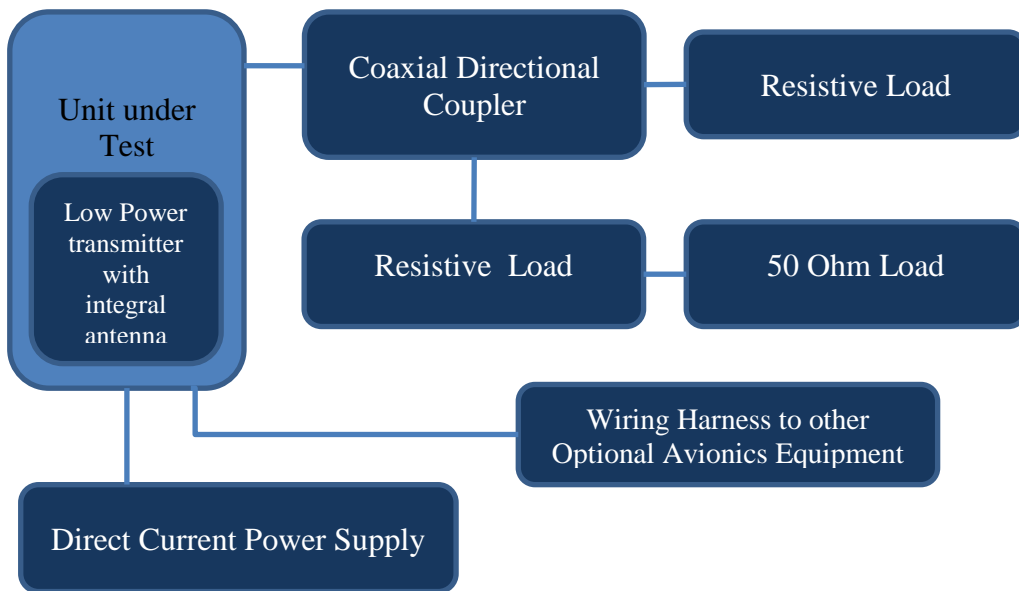 Unit under
Test
Low Power
transmitter
with
integral
antenna
Coaxial Directional
Coupler
Resistive Load
Resistive Load
50 Ohm Load
Wiring Harness to other
Optional Avionics Equipment
Direct Current Power Supply